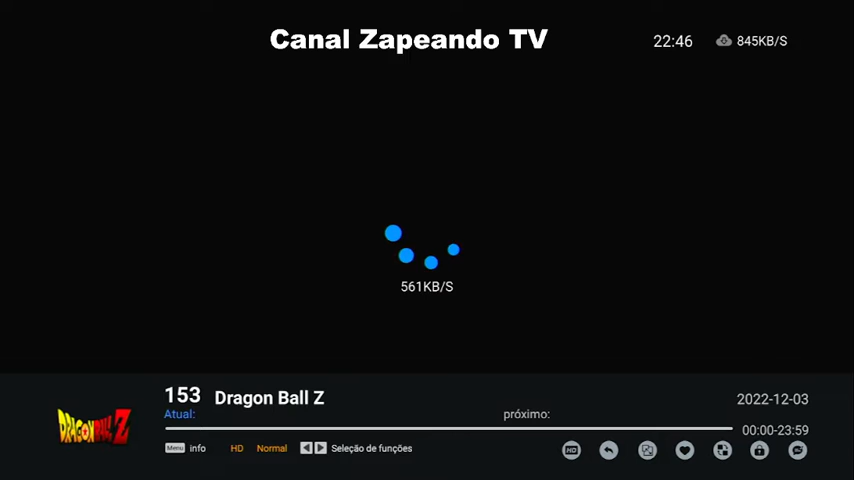 Canal Zapeando TV
22:46
845KB/S
561KB/S
153 Dragon Ball Z
2022-12-03
Atual:
próximo:
DRAGON BALL Z
00:00-23:59
Menu info HD Normal Seleção de funções
HD